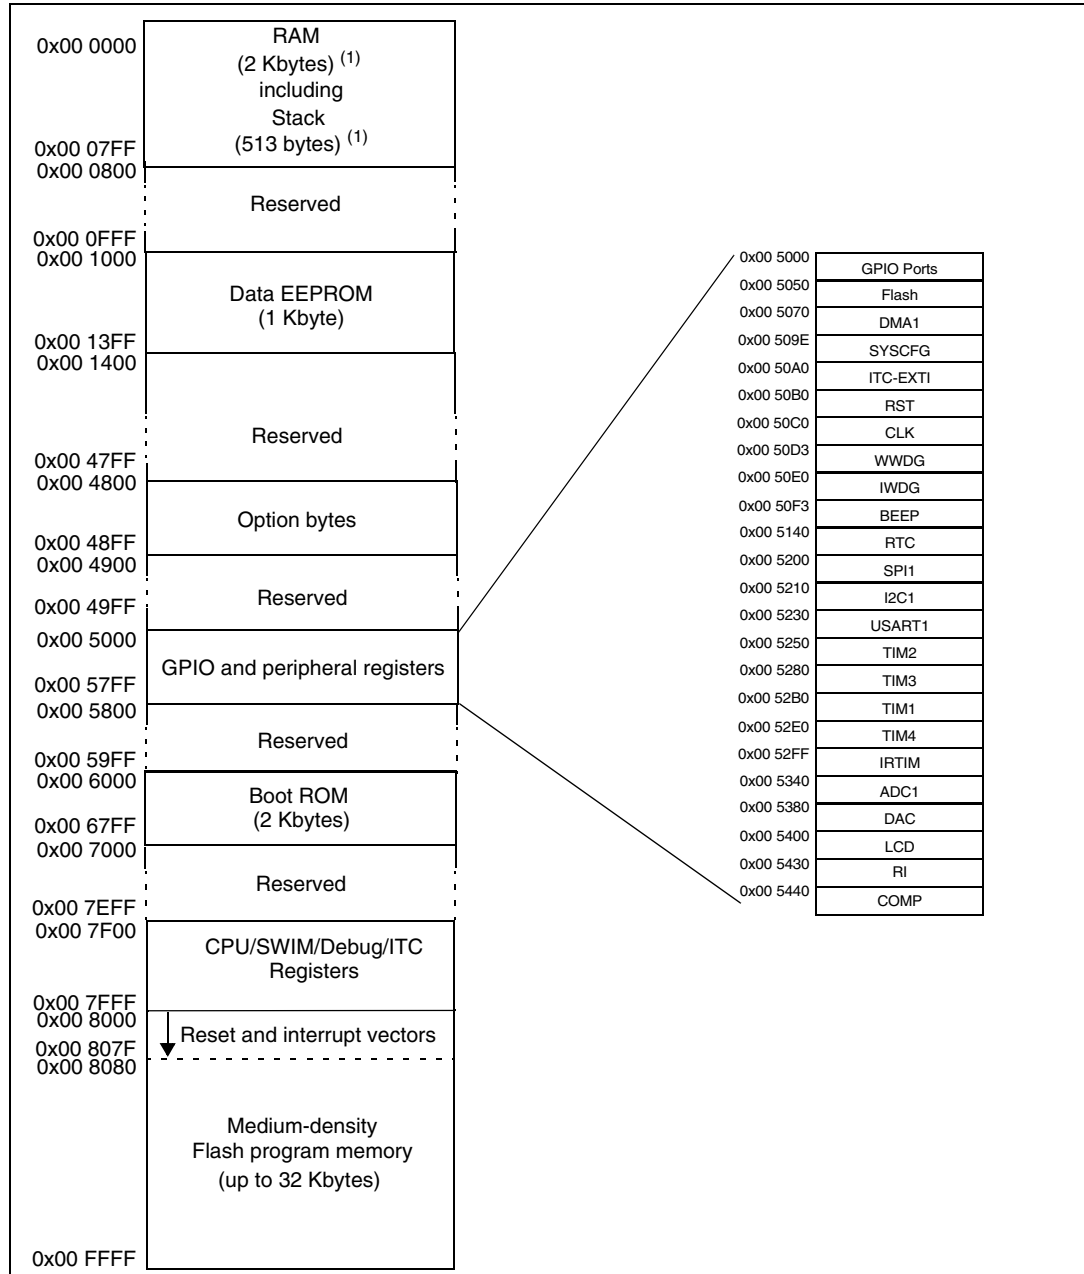 0x00 0000
RAM
(2 Kbytes) (1)
including
Stack
(513 bytes) (1)
0x00 07FF
0x00 0800
Reserved
0x00 0FFF
0x00 1000
Data EEPROM
(1 Kbyte)
0x00 13FF
0x00 1400
Reserved
0x00 47FF
0x00 4800
Option bytes
0x00 48FF
0x00 4900
Reserved
0x00 49FF
0x00 5000
GPIO and peripheral registers
0x00 57FF
0x00 5800
Reserved
0x00 59FF
0x00 6000
Boot ROM
(2 Kbytes)
0x00 67FF
0x00 7000
Reserved
0x00 7EFF
0x00 7F00
CPU/SWIM/Debug/ITC
Registers
0x00 7FFF
0x00 8000
Reset and interrupt vectors
0x00 807F
0x00 8080
Medium-density
Flash program memory
(up to 32 Kbytes)
0x00 FFFF
0x00 5000
GPIO Ports
0x00 5050
Flash
0x00 5070
DMA1
0x00 509E
SYSCFG
0x00 50A0
ITC-EXTI
0x00 50B0
RST
0x00 50C0
CLK
0x00 50D3
WWDG
0x00 50E0
IWDG
0x00 50F3
BEEP
0x00 5140
RTC
0x00 5200
SPI1
0x00 5210
I2C1
0x00 5230
USART1
0x00 5250
TIM2
0x00 5280
TIM3
0x00 52B0
TIM1
0x00 52E0
TIM4
0x00 52FF
IRTIM
0x00 5340
ADC1
0x00 5380
DAC
0x00 5400
LCD
0x00 5430
RI
0x00 5440
COMP